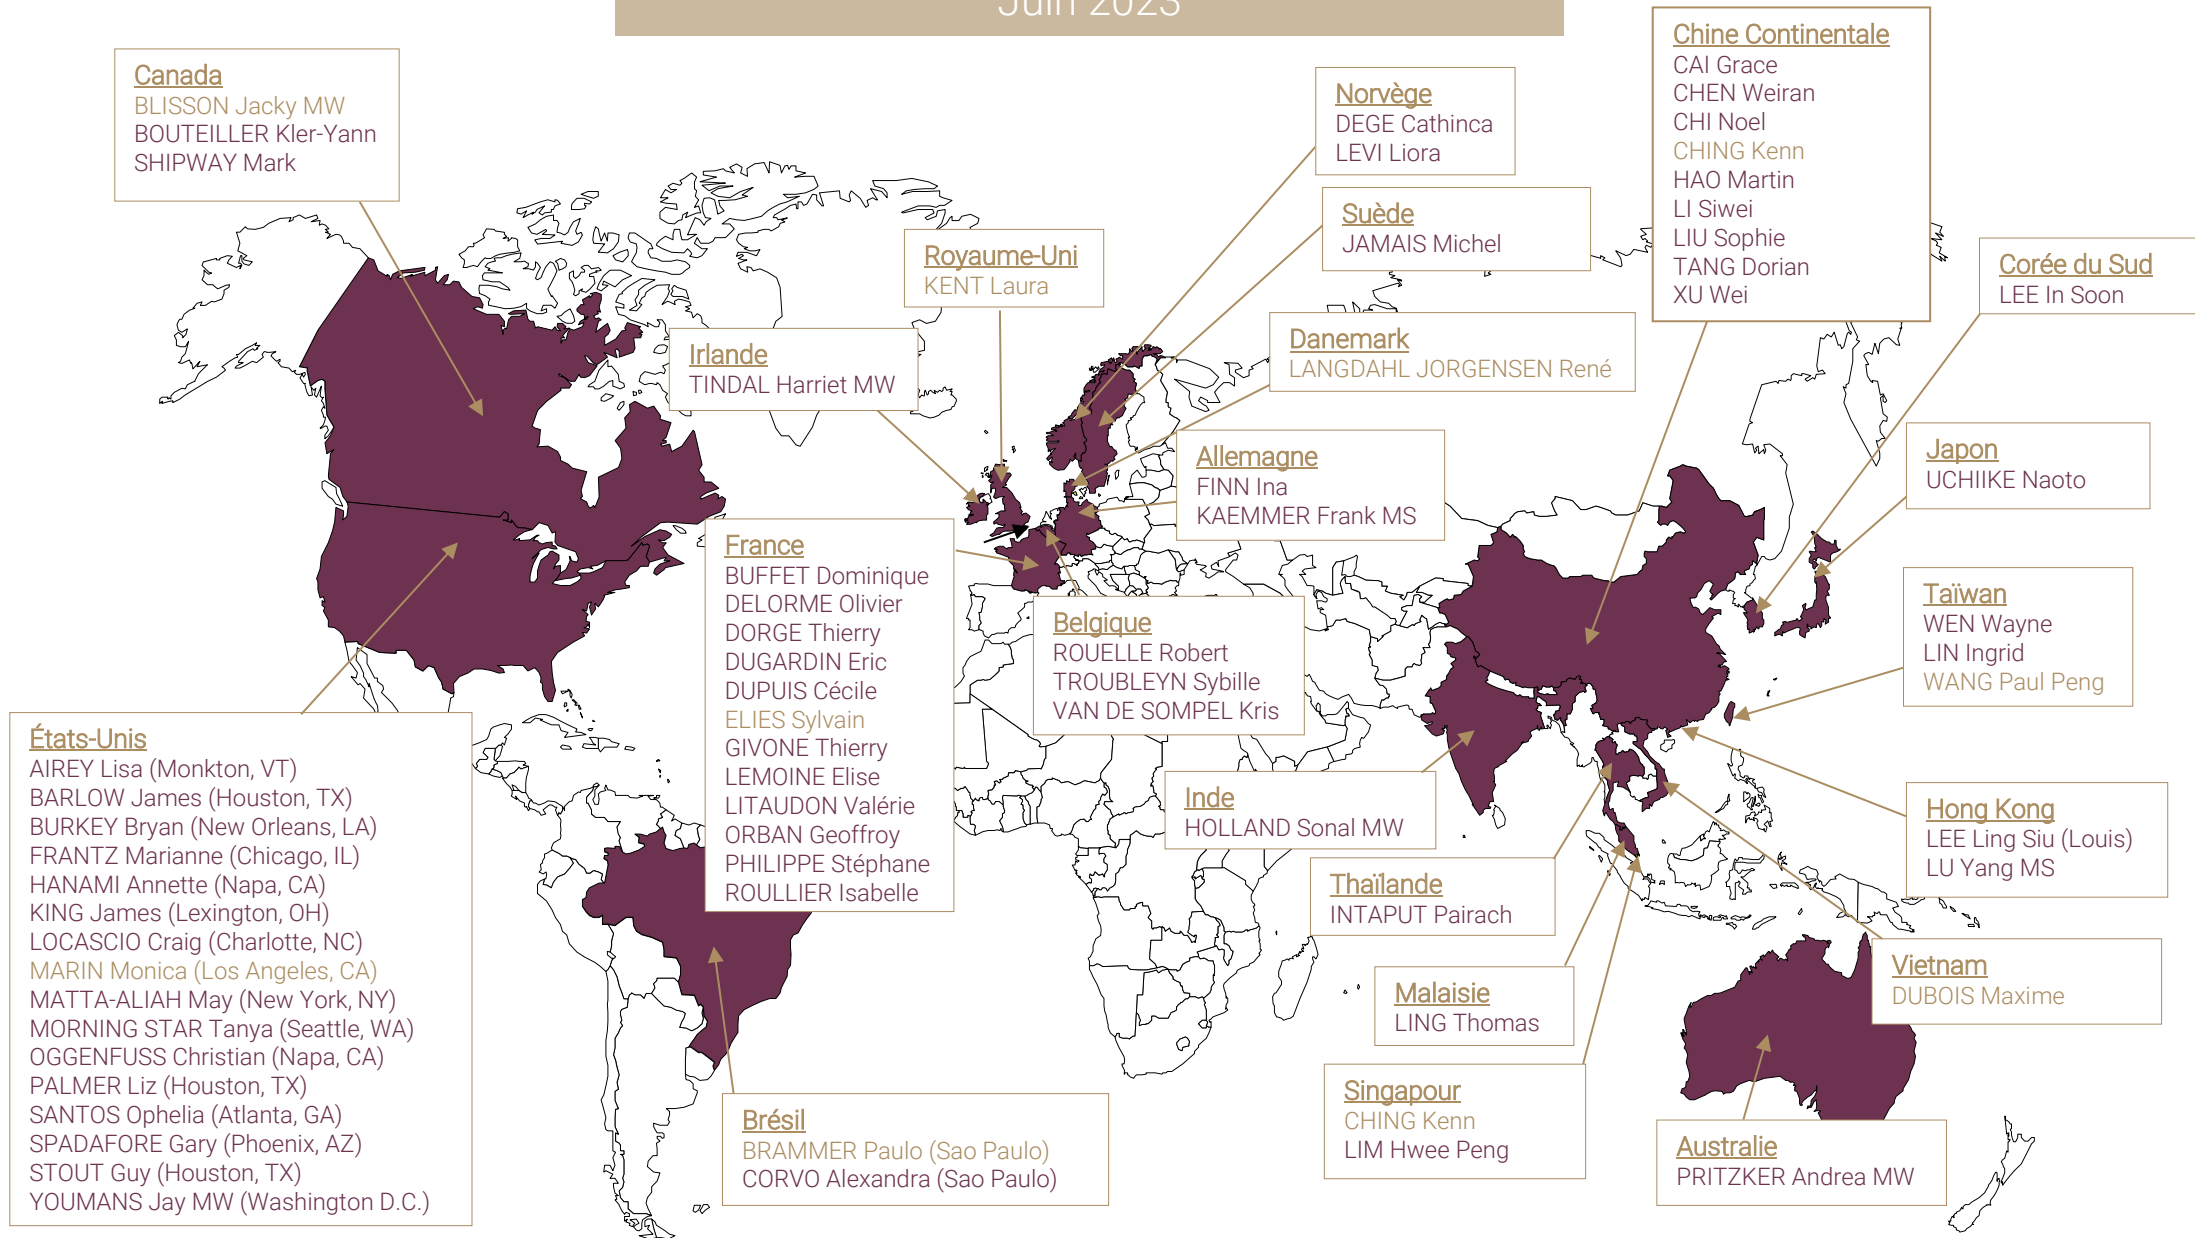 Juin 2023
Canada
BLISSON Jacky MW
BOUTEILLER Kler-Yann
SHIPWAY Mark
Norvège
DEGE Cathinca
LEVI Liora
Chine Continentale
CAI Grace
CHEN Weiran
CHI Noel
CHING Kenn
HAO Martin
LI Siwei
LIU Sophie
TANG Dorian
XU Wei
Suède
JAMAIS Michel
Royaume-Uni
KENT Laura
Corée du Sud
LEE In Soon
Irlande
TINDAL Harriet MW
Danemark
LANGDAHL JORGENSEN René
Allemagne
FINN Ina
KAEMMER Frank MS
Japon
UCHIIKE Naoto
France
BUFFET Dominique
DELORME Olivier
DORGE Thierry
DUGARDIN Eric
DUPUIS Cécile
ELIES Sylvain
GIVONE Thierry
LEMOINE Elise
LITAUDON Valérie
ORBAN Geoffroy
PHILIPPE Stéphane
ROULLIER Isabelle
Belgique
ROUELLE Robert
TROUBLEYN Sybille
VAN DE SOMPEL Kris
Taïwan
WEN Wayne
LIN Ingrid
WANG Paul Peng
États-Unis
AIREY Lisa (Monkton, VT)
BARLOW James (Houston, TX)
BURKEY Bryan (New Orleans, LA)
FRANTZ Marianne (Chicago, IL)
HANAMI Annette (Napa, CA)
KING James (Lexington, OH)
LOCASCIO Craig (Charlotte, NC)
MARIN Monica (Los Angeles, CA)
MATTA-ALIAH May (New York, NY)
MORNING STAR Tanya (Seattle, WA)
OGGENFUSS Christian (Napa, CA)
PALMER Liz (Houston, TX)
SANTOS Ophelia (Atlanta, GA)
SPADAFORE Gary (Phoenix, AZ)
STOUT Guy (Houston, TX)
YOUMANS Jay MW (Washington D.C.)
Inde
HOLLAND Sonal MW
Hong Kong
LEE Ling Siu (Louis)
LU Yang MS
Thaïlande
INTAPUT Pairach
Vietnam
DUBOIS Maxime
Malaisie
LING Thomas
Singapour
CHING Kenn
LIM Hwee Peng
Brésil
BRAMMER Paulo (Sao Paulo)
CORVO Alexandra (Sao Paulo)
Australie
PRITZKER Andrea MW